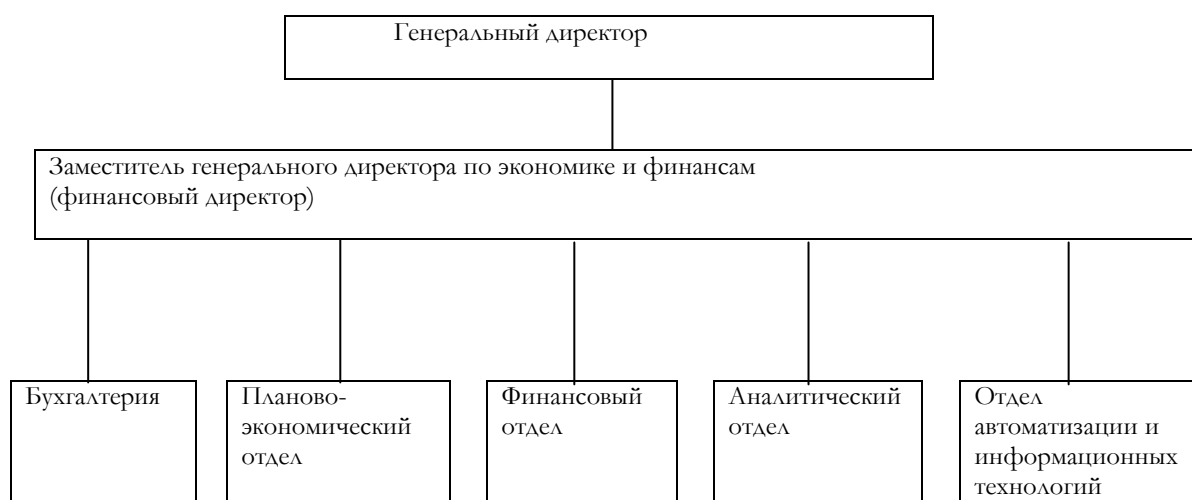 Генеральный директор
Заместитель генерального директора по экономике и финансам
(финансовый директор)
Бухгалтерия
Планово-
экономический
отдел
Финансовый
отдел
Аналитический
отдел
Отдел
автоматизации и
информационных
технологий